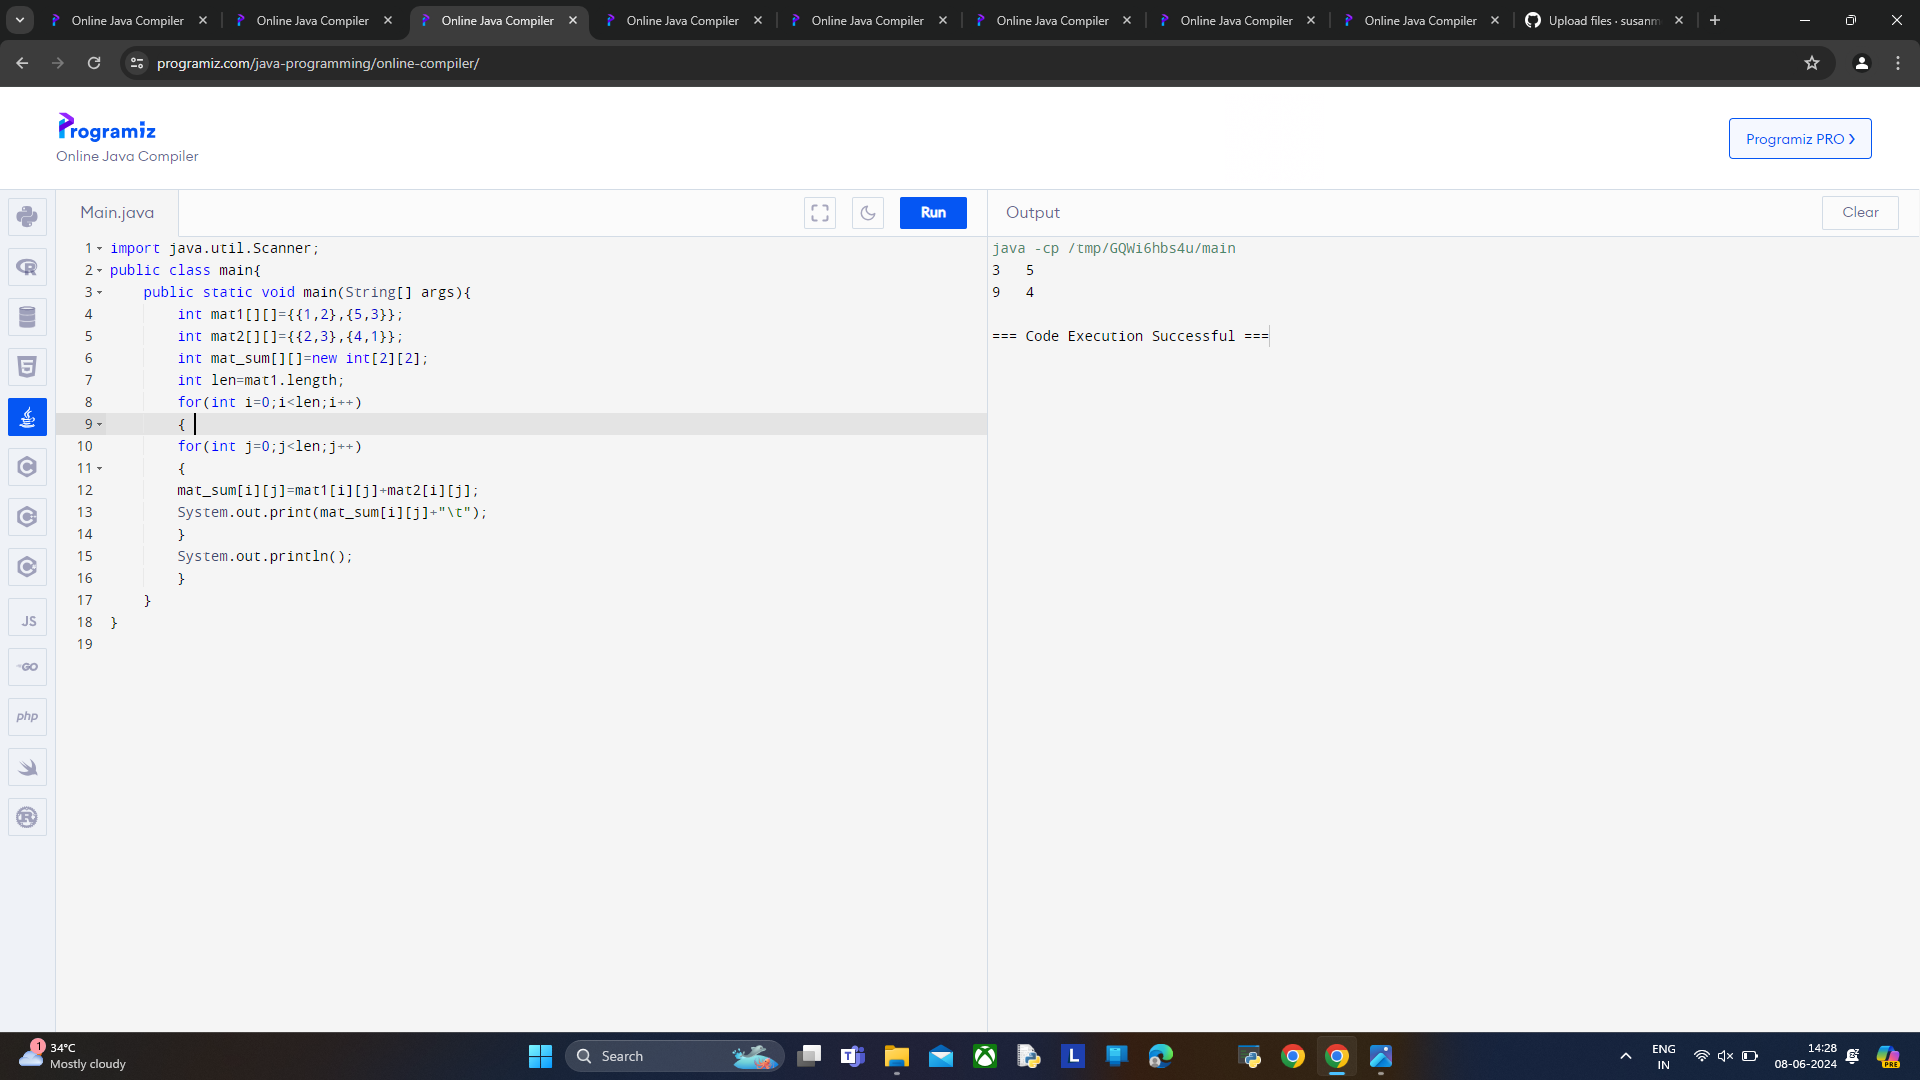 Online Java Compiler
Online Java Compiler
Online Java Compiler
Online Java Compiler
Online Java Compiler
Online Java Compiler
Online Java Compiler
Online Java Compiler
Upload files · susanm
programiz.com/java-programming/online-compiler/
Programiz
Online Java Compiler
Programiz PRO ❯
Main.java
Run
Output
Clear
1 import java.util.Scanner;
2 public class main{
3     public static void main(String[] args){
4         int mat1[][]={{1,2},{5,3}};
5         int mat2[][]={{2,3},{4,1}};
6         int mat_sum[][]=new int[2][2];
7         int len=mat1.length;
8         for(int i=0;i<len;i++)
9         {
10         for(int j=0;j<len;j++)
11         {
12         mat_sum[i][j]=mat1[i][j]+mat2[i][j];
13         System.out.print(mat_sum[i][j]+"\t");
14         }
15         System.out.println();
16         }
17     }
18 }
19
java -cp /tmp/GQWi6hbs4u/main
3   5
9   4
=== Code Execution Successful ===
JS
GO
php
1
34°C
Mostly cloudy
Search
T
L
ENG
IN
14:28
08-06-2024
PRE